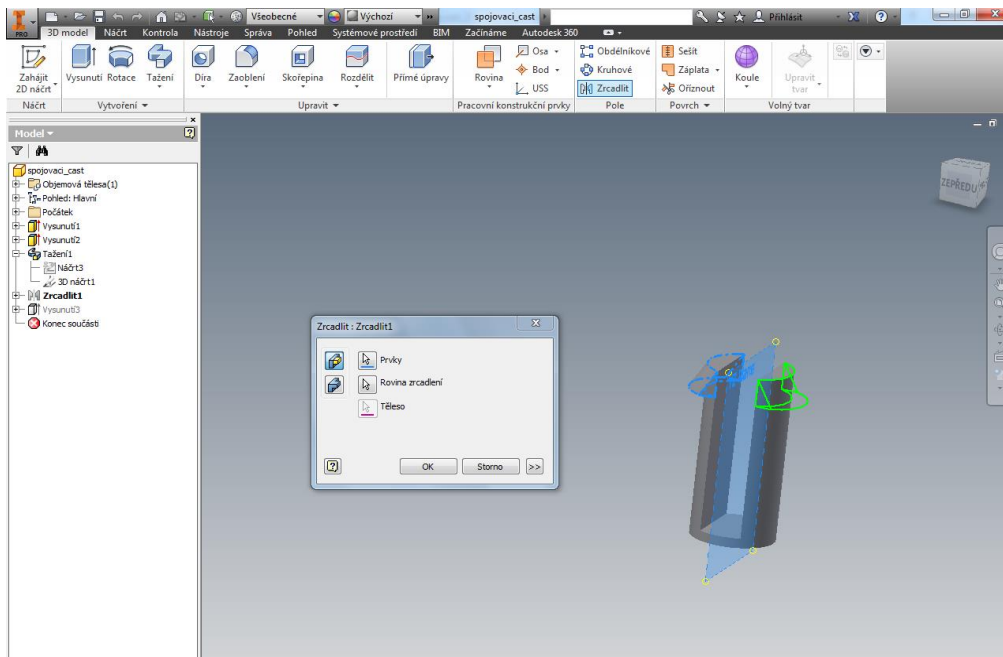 Všeobecné Výchozí spojovaci_cast Přihlásit
PRO 3D model Náčrt Kontrola Nástroje Správa Pohled Systémové prostředí BIM Začínáme Autodesk 360
Zahájit 2D náčrt Vysunutí Rotace Tažení Díra Zaoblení Skořepina Rozdělit Přímé úpravy Rovina Osa Bod USS Obdélníkové Kruhové Zrcadlit Sešít Záplata Oříznout Koule Upravit tvar
Náčrt Vytvoření Upravit Pracovní konstrukční prvky Pole Povrch Volný tvar
Model
spojovaci_cast
Objemová tělesa(1)
Pohled: Hlavní
Počátek
Vysunutí1
Vysunutí2
Tažení1
Náčrt3
3D náčrt1
Zrcadlit1
Vysunutí3
Konec součásti
Zrcadlit : Zrcadlit1
Prvky
Rovina zrcadlení
Těleso
OK Storno >>
ZEPŘEDU